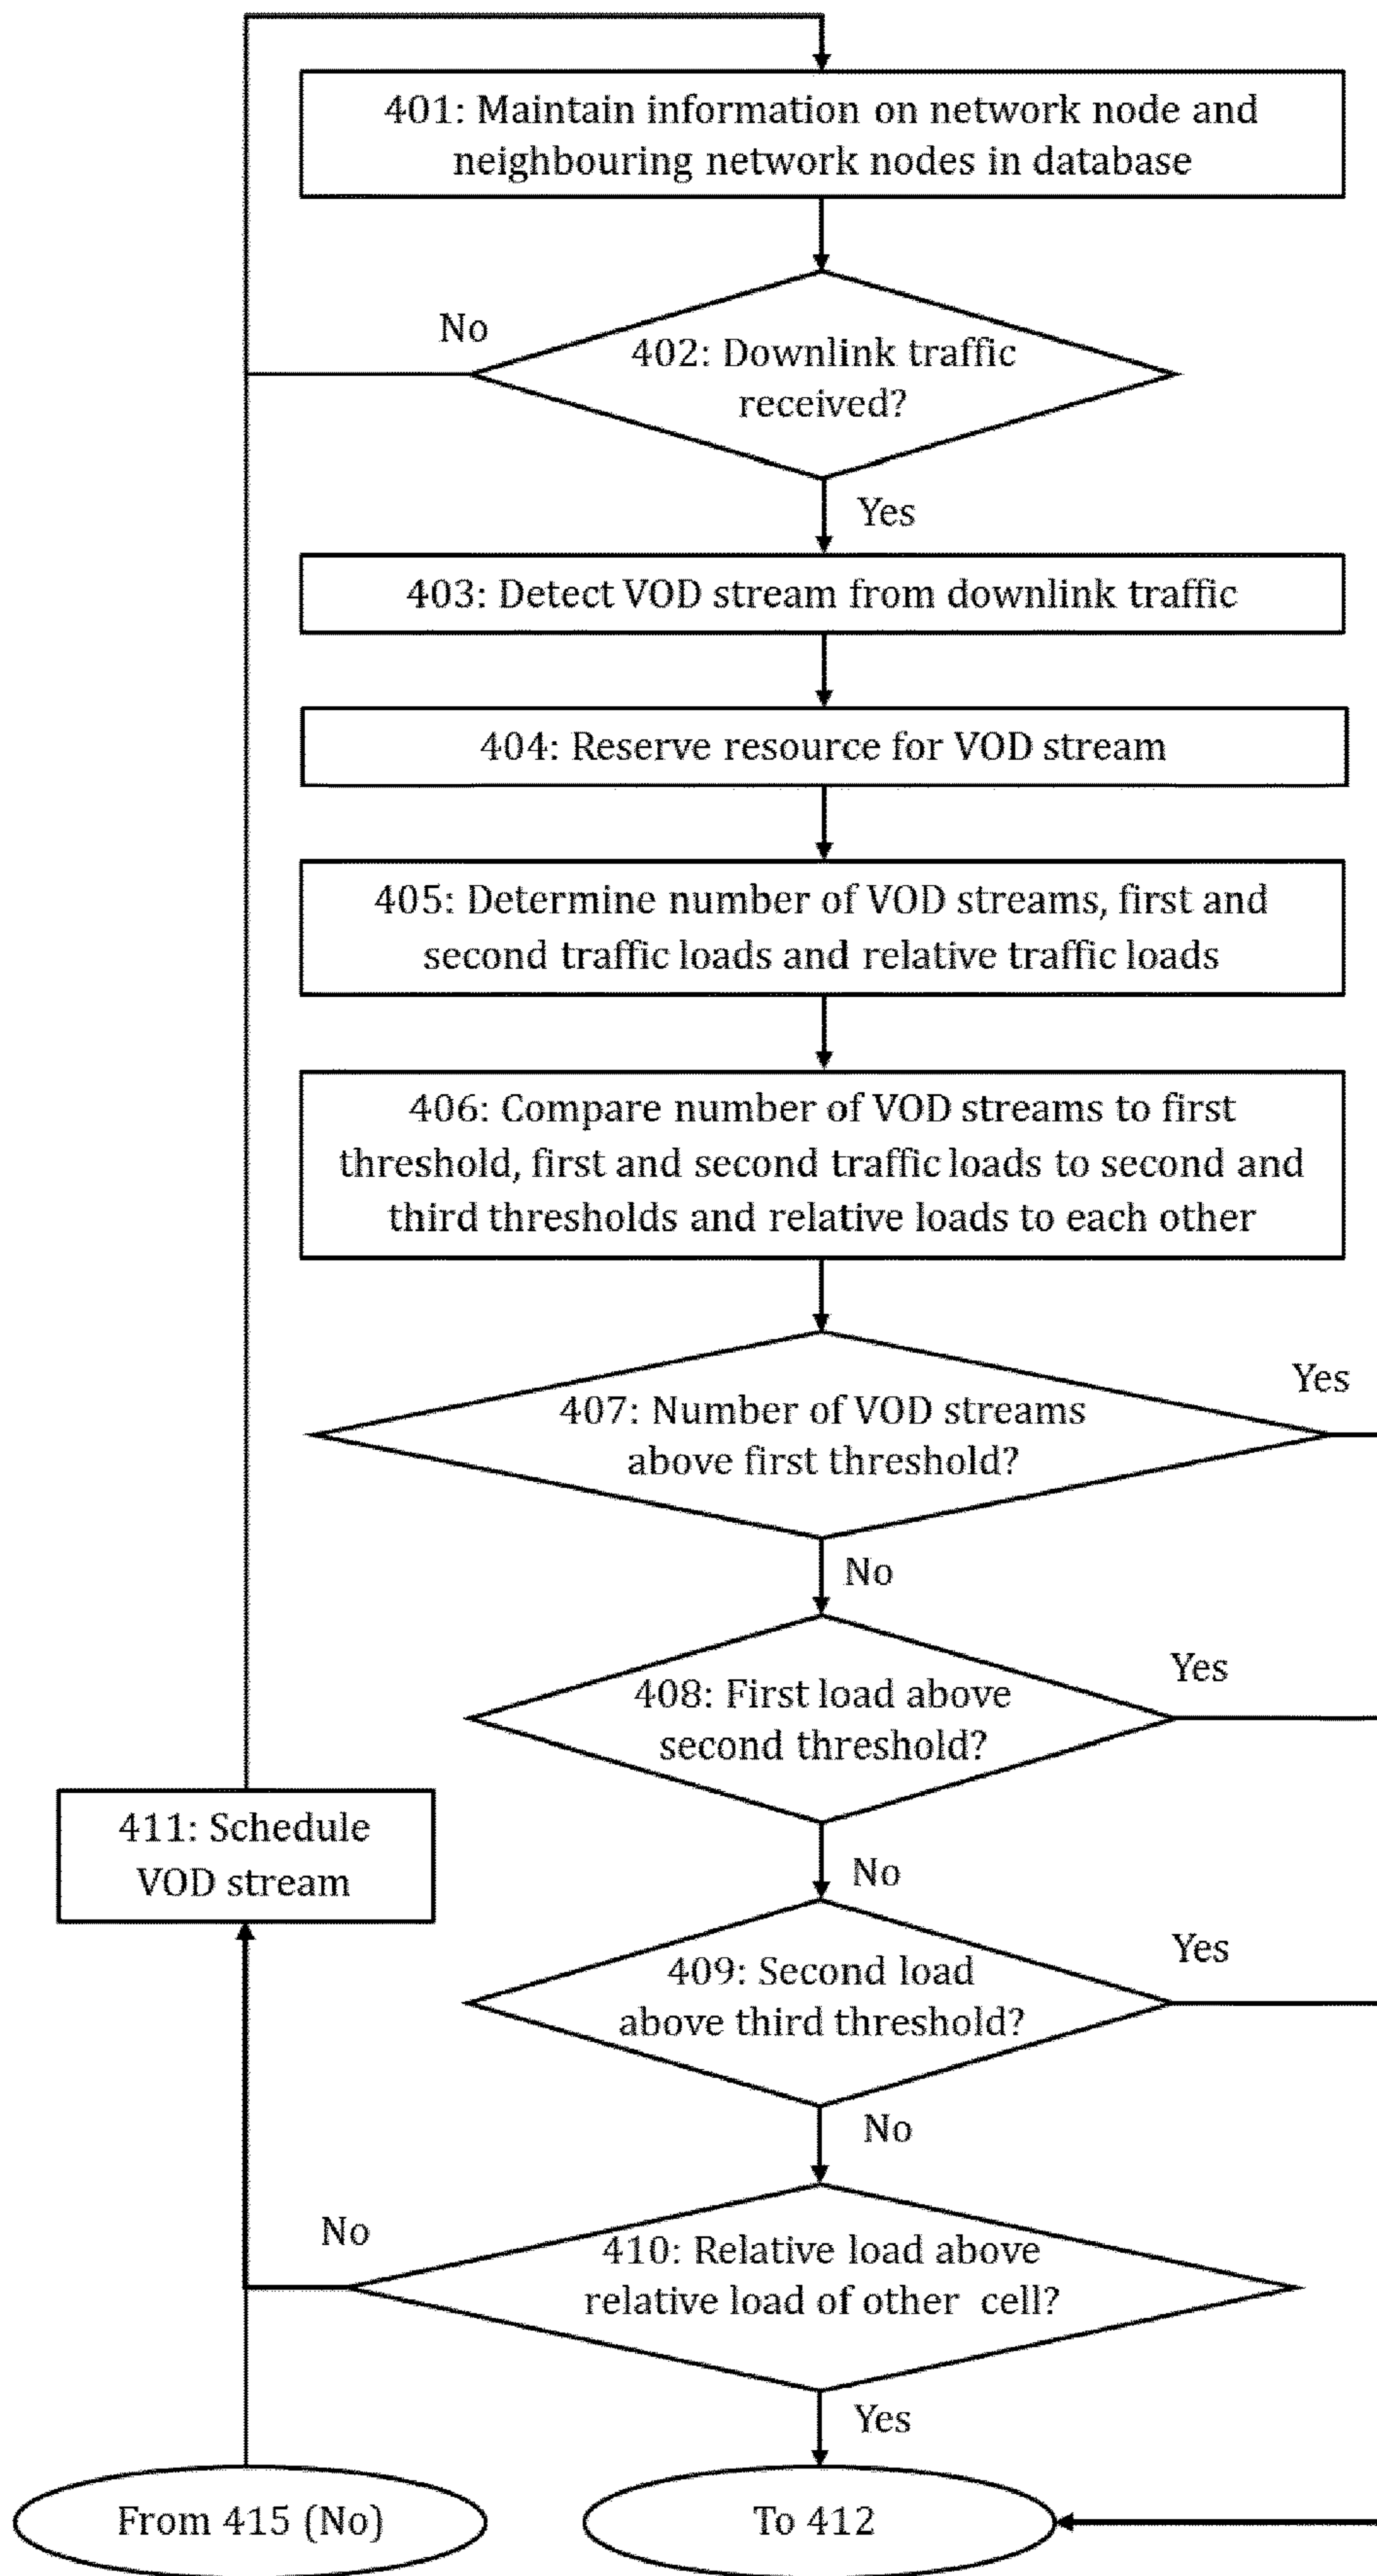 401: Maintain information on network node and
neighbouring network nodes in database
No
402: Downlink traffic
received?
Yes
403: Detect VOD stream from downlink traffic
404: Reserve resource for VOD stream
405: Determine number of VOD streams, first and
second traffic loads and relative traffic loads
406: Compare number of VOD streams to first
threshold, first and second traffic loads to second and
third thresholds and relative loads to each other
Yes
407: Number of VOD streams
above first threshold?
No
Yes
408: First load above
second threshold?
411: Schedule
VOD stream
No
Yes
409: Second load
above third threshold?
No
No
410: Relative load above
relative load of other cell?
Yes
From 415 (No)
To 412